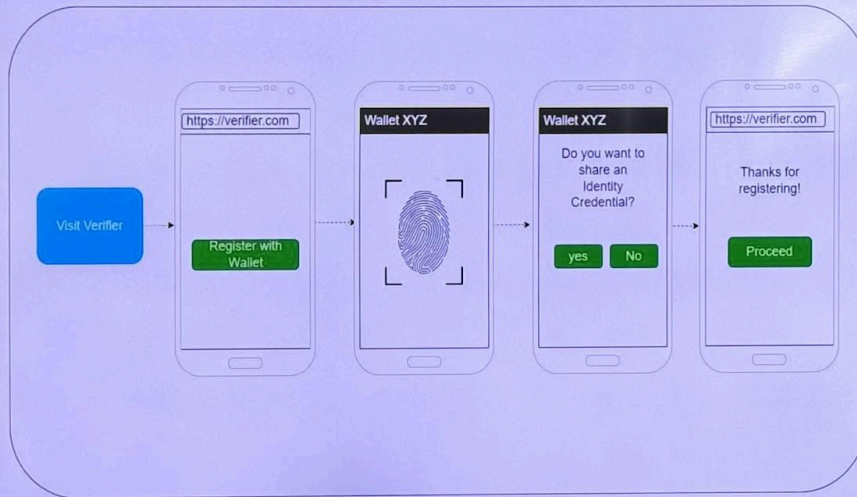 Visit Verifier
https://verifier.com
Register with
Wallet
Wallet XYZ
Wallet XYZ
Do you want to
share an
Identity
Credential?
yes
No
https://verifier.com
Thanks for
registering!
Proceed